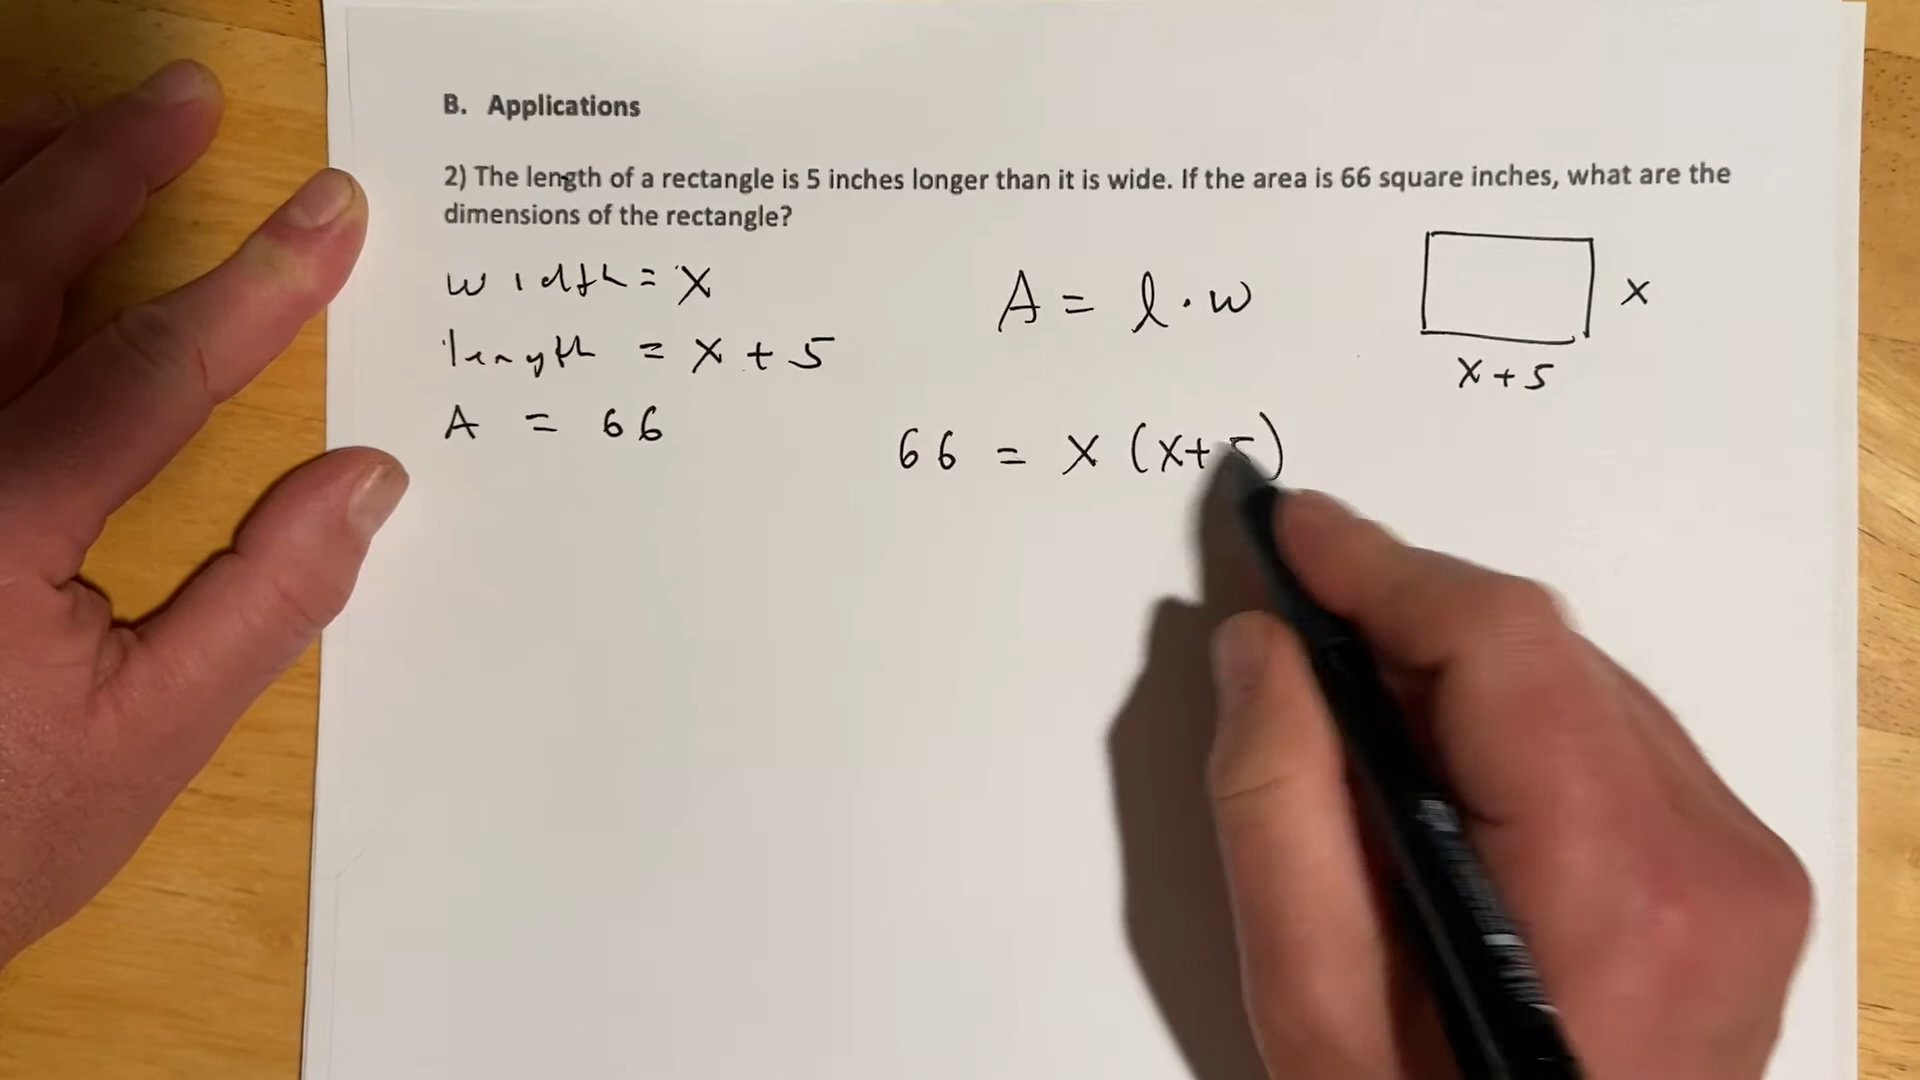 B. Applications
2) The length of a rectangle is 5 inches longer than it is wide. If the area is 66 square inches, what are the
dimensions of the rectangle?
width = x
length = x + 5
A = 66
A = l · w
66 = x (x+5)
x
x + 5